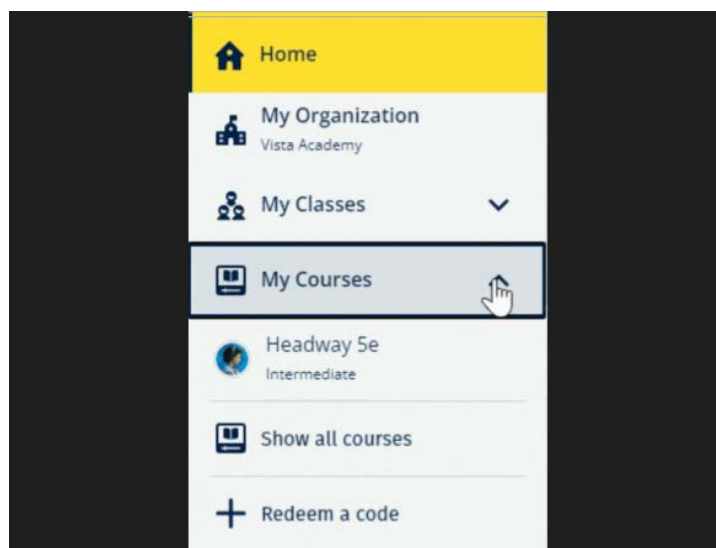 Home
My Organization
Vista Academy
My Classes
My Courses
Headway 5e
Intermediate
Show all courses
Redeem a code